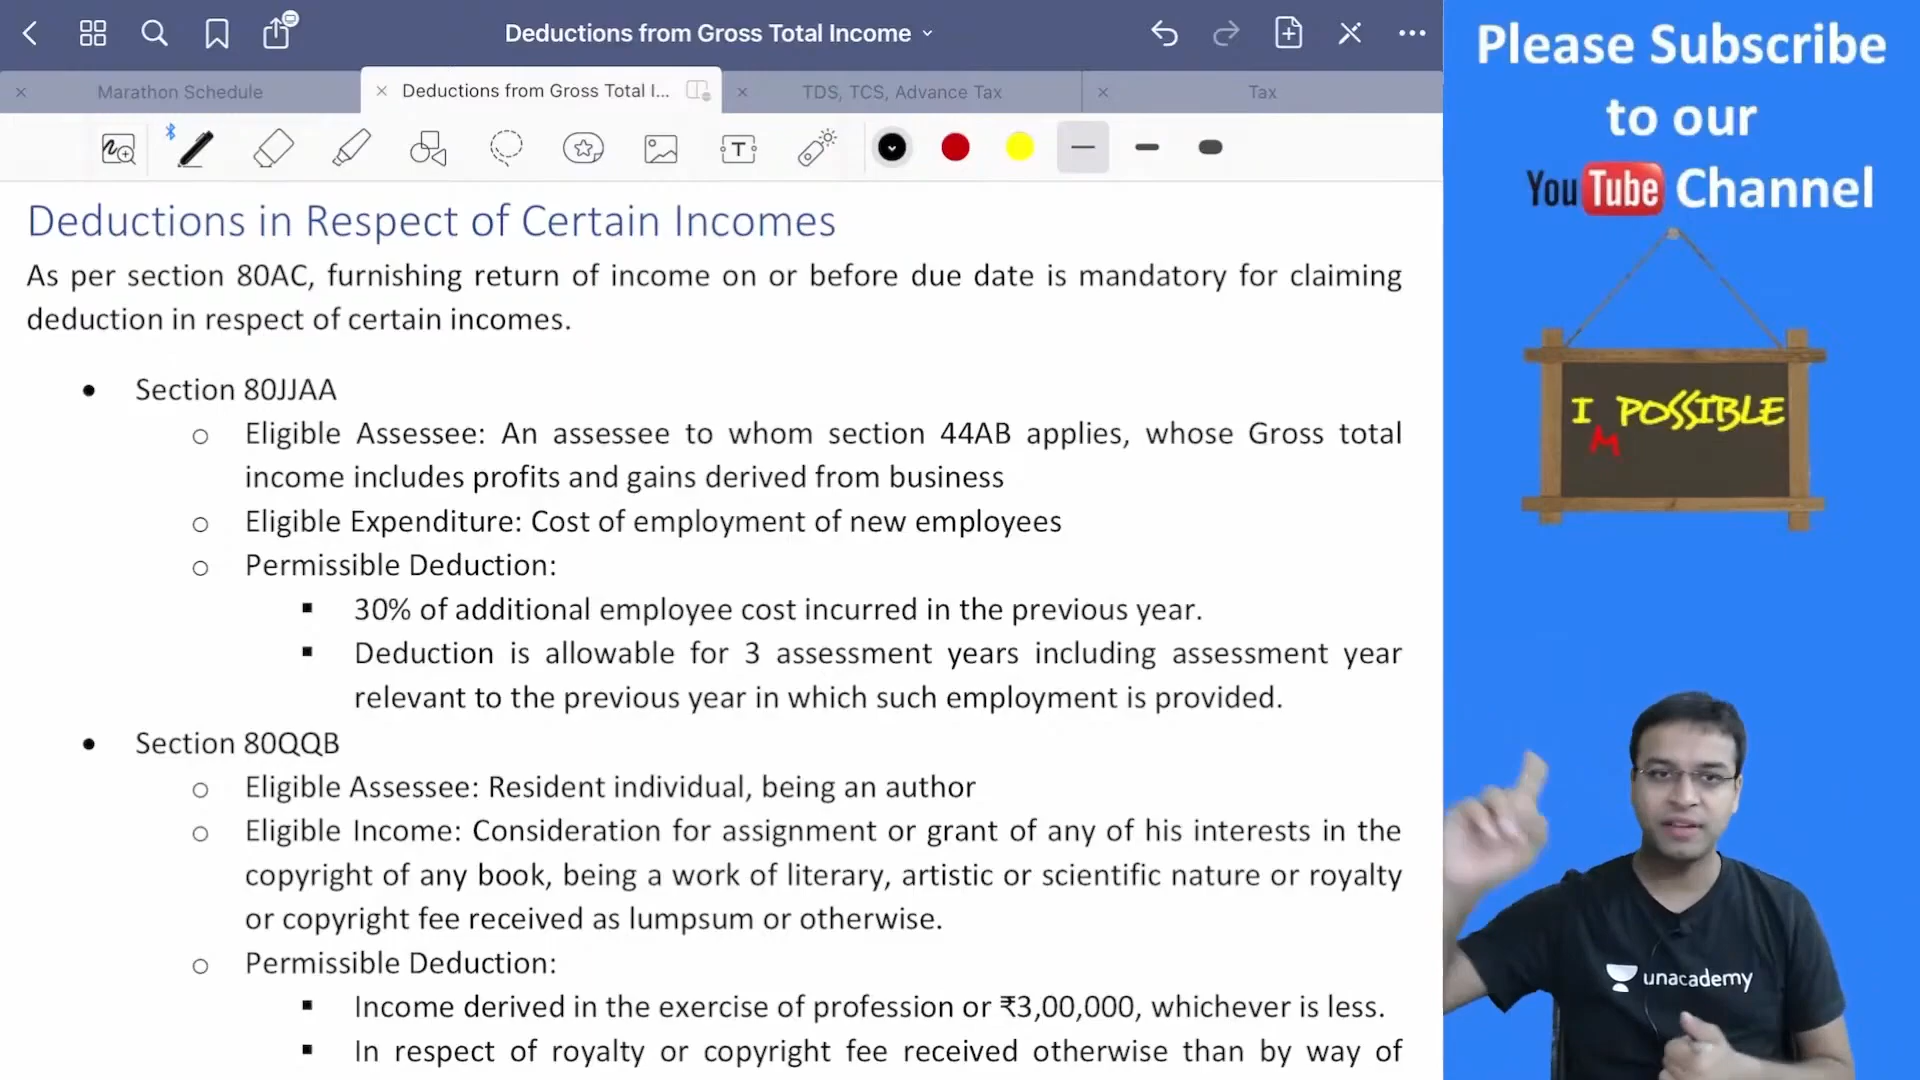 Deductions from Gross Total Income
Marathon Schedule
Deductions from Gross Total I...
TDS, TCS, Advance Tax
Tax
T
Deductions in Respect of Certain Incomes
As per section 80AC, furnishing return of income on or before due date is mandatory for claiming
deduction in respect of certain incomes.
• Section 80JJAA
o Eligible Assessee: An assessee to whom section 44AB applies, whose Gross total
income includes profits and gains derived from business
o Eligible Expenditure: Cost of employment of new employees
o Permissible Deduction:
▪ 30% of additional employee cost incurred in the previous year.
▪ Deduction is allowable for 3 assessment years including assessment year
relevant to the previous year in which such employment is provided.
• Section 80QQB
o Eligible Assessee: Resident individual, being an author
o Eligible Income: Consideration for assignment or grant of any of his interests in the
copyright of any book, being a work of literary, artistic or scientific nature or royalty
or copyright fee received as lumpsum or otherwise.
o Permissible Deduction:
▪ Income derived in the exercise of profession or ₹3,00,000, whichever is less.
▪ In respect of royalty or copyright fee received otherwise than by way of
Please Subscribe
to our
YouTube Channel
I POSSIBLE
M
unacademy